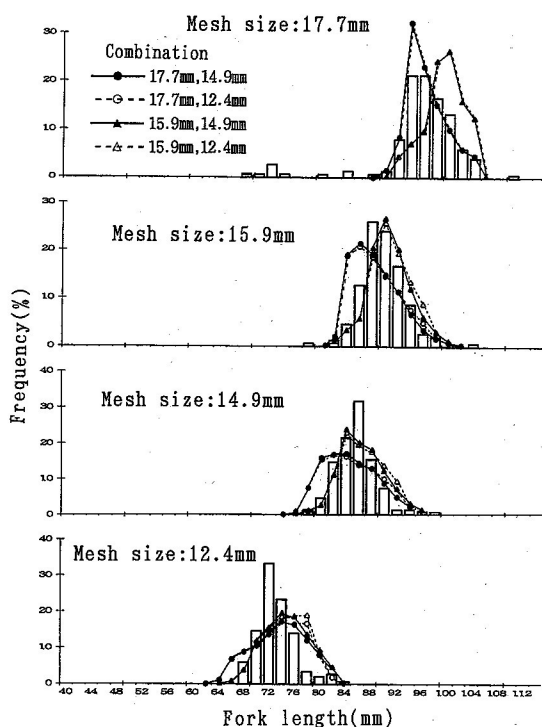 Mesh size:17.7mm
30
20
10
0
Combination
17.7mm,14.9mm
17.7mm,12.4mm
15.9mm,14.9mm
15.9mm,12.4mm
Mesh size:15.9mm
30
20
10
0
Frequency(%)
Mesh size:14.9mm
40
30
20
10
0
Mesh size:12.4mm
40
30
20
10
0
40 44 48 52 56 60 64 68 72 76 80 84 88 92 96 100 104 108 112
Fork length(mm)